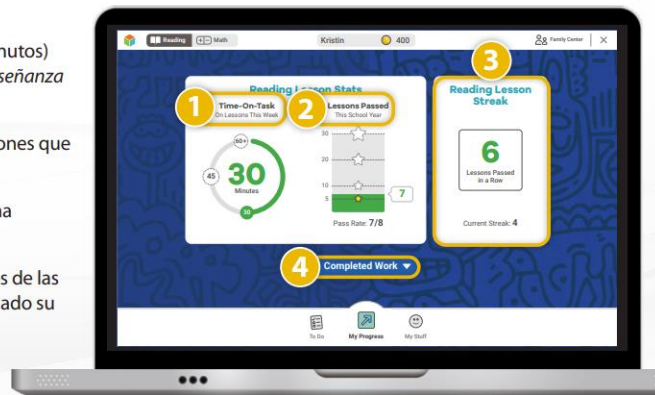 nutos)
señanza
ones que
na
s de las
ado su
Reading
Math
Kristin
400
Family Center
3
Reading Lesson Stats
1
Time-On-Task
On Lessons This Week
2
Lessons Passed
This School Year
60+
45
30
Minutes
30
30
20
10
5
7
Pass Rate: 7/8
Reading Lesson
Streak
6
Lessons Passed
in a Row
Current Streak: 4
4
Completed Work
To Do
My Progress
My Stuff